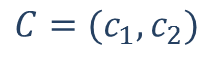 C = (c₁, c₂)